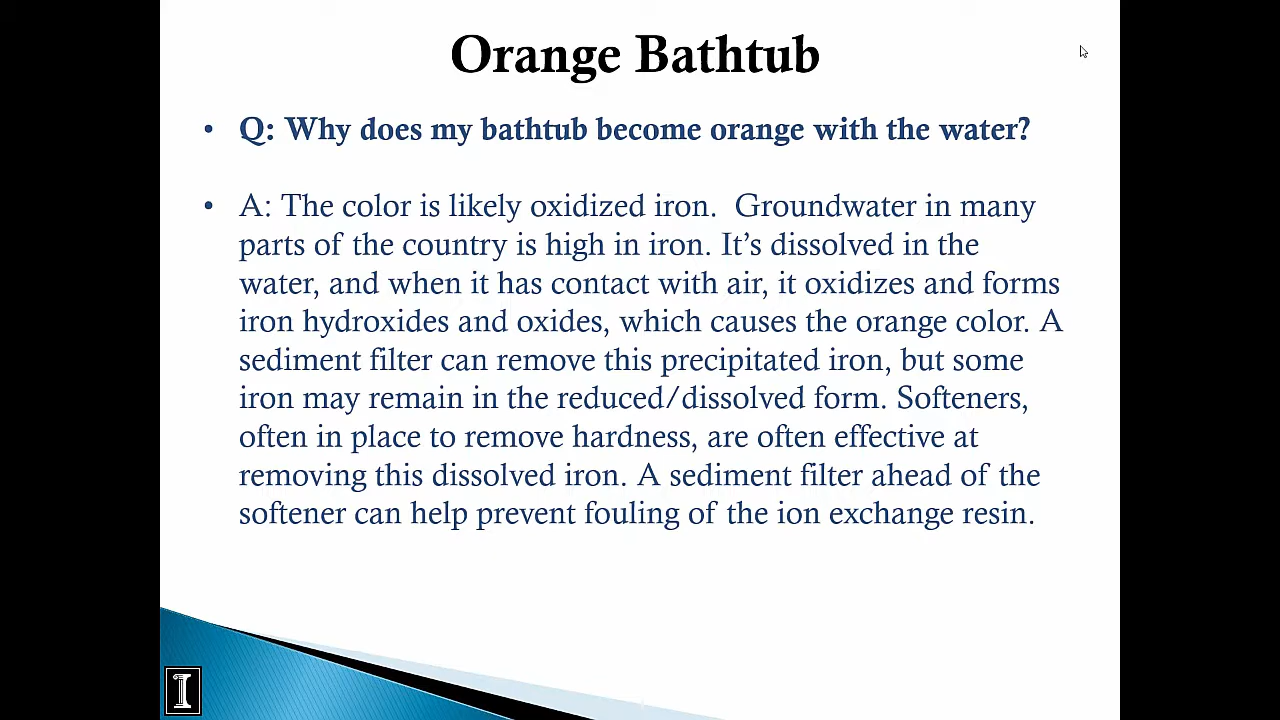 Orange Bathtub
• Q: Why does my bathtub become orange with the water?
• A: The color is likely oxidized iron.  Groundwater in many
parts of the country is high in iron. It’s dissolved in the
water, and when it has contact with air, it oxidizes and forms
iron hydroxides and oxides, which causes the orange color. A
sediment filter can remove this precipitated iron, but some
iron may remain in the reduced/dissolved form. Softeners,
often in place to remove hardness, are often effective at
removing this dissolved iron. A sediment filter ahead of the
softener can help prevent fouling of the ion exchange resin.
I